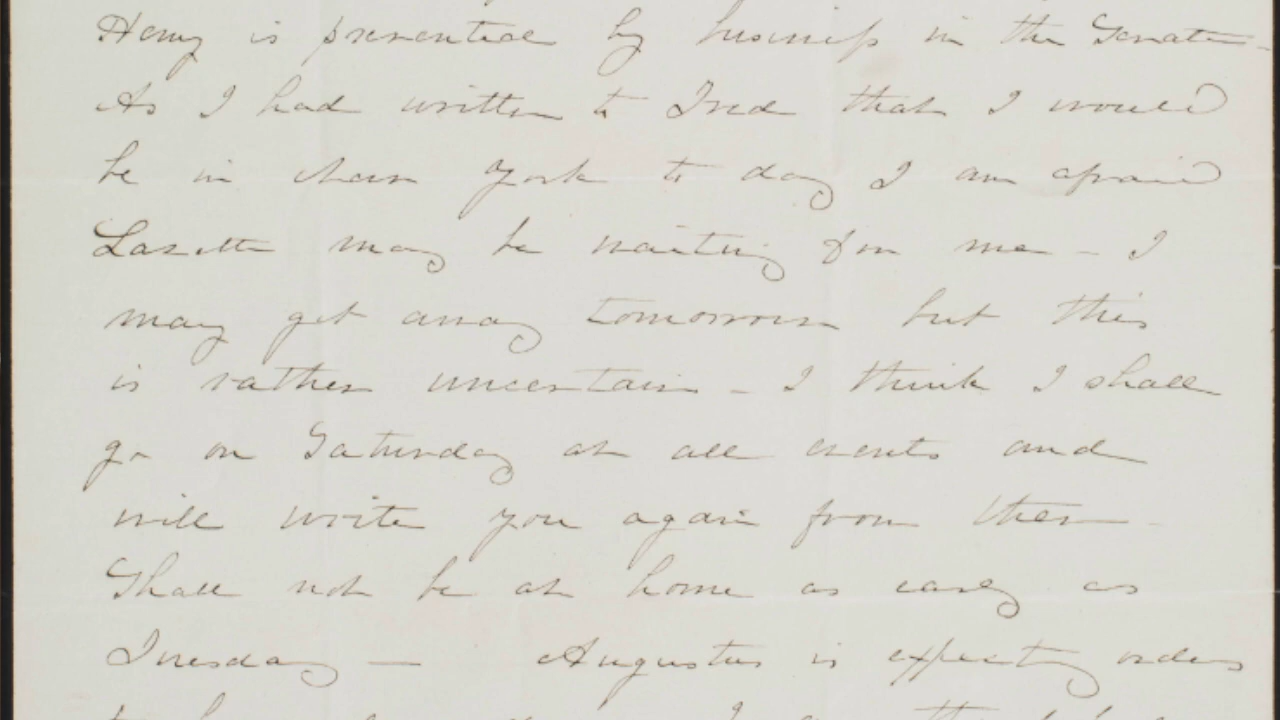 Henry is prevented by business in the Senate -
As I had written to Fred that I would
be in New York to day I am afraid
Lazette may be waiting for me - I
may get away tomorrow but this
is rather uncertain - I think I shall
go on Saturday at all events and
will write you again from there -
Shall not be at home as early as
Tuesday — Augustus is expecting orders